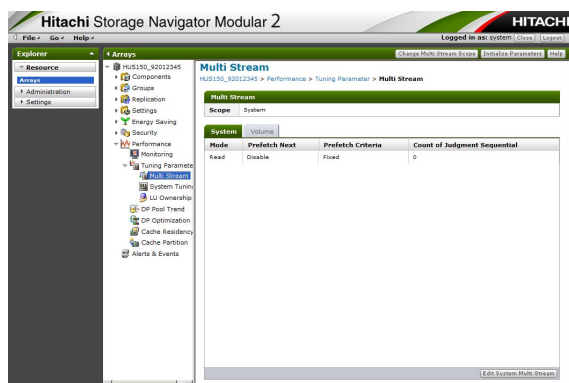 Hitachi Storage Navigator Modular 2
HITACHI
File Go Help
Logged in as: system Close Logout
Explorer
Resource
Arrays
Administration
Settings
Arrays
HUS150_92012345
Components
Groups
Replication
Settings
Energy Saving
Security
Performance
Monitoring
Tuning Paramete
Multi Stream
System Tuning
LU Ownership
DP Pool Trend
DP Optimization
Cache Residency
Cache Partition
Alerts & Events
Change Multi Stream Scope Initialize Parameters Help
Multi Stream
HUS150_92012345 > Performance > Tuning Parameter > Multi Stream
Multi Stream
Scope System
System Volume
Mode Prefetch Next Prefetch Criteria Count of Judgment Sequential
Read Disable Fixed 0
Edit System Multi Stream